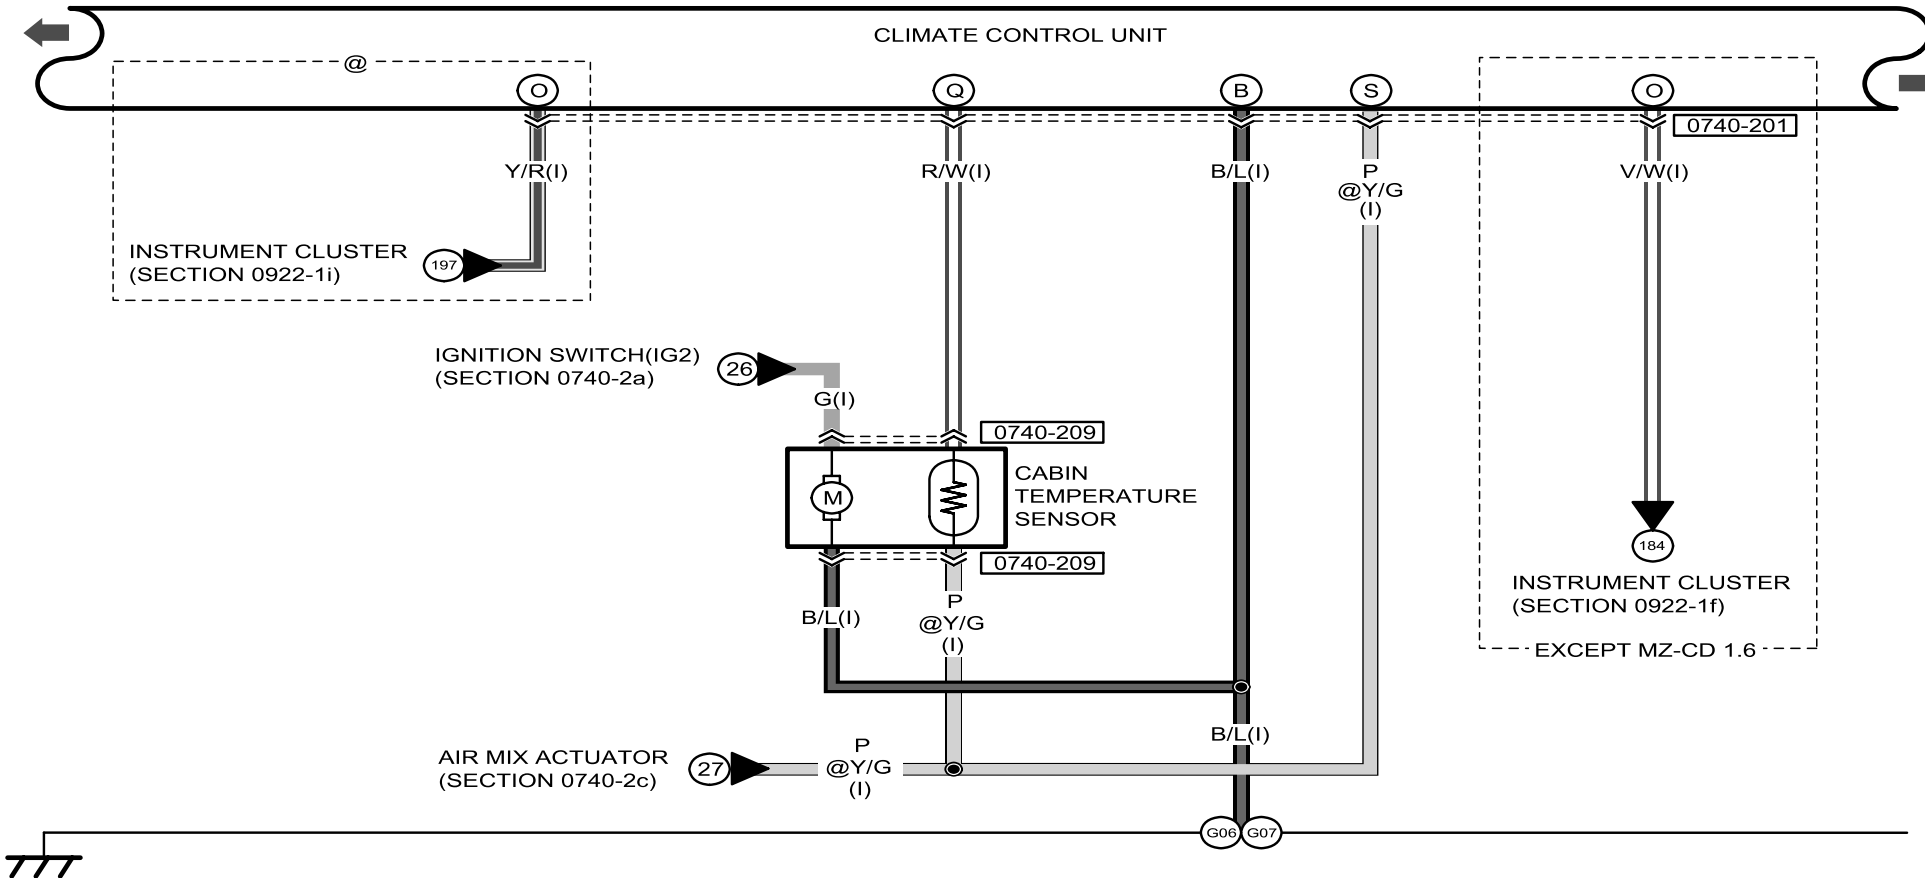 CLIMATE CONTROL UNIT
@
O
Q
B
S
O
0740-201
Y/R(I)
R/W(I)
B/L(I)
P
@Y/G
(I)
V/W(I)
INSTRUMENT CLUSTER
(SECTION 0922-1i)
197
IGNITION SWITCH(IG2)
(SECTION 0740-2a)
26
G(I)
0740-209
M
CABIN
TEMPERATURE
SENSOR
0740-209
B/L(I)
P
@Y/G
(I)
184
INSTRUMENT CLUSTER
(SECTION 0922-1f)
EXCEPT MZ-CD 1.6
B/L(I)
AIR MIX ACTUATOR
(SECTION 0740-2c)
27
P
@Y/G
(I)
G06
G07